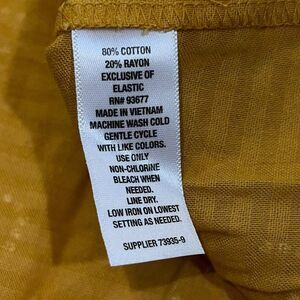 80% COTTON
20% RAYON
EXCLUSIVE OF
ELASTIC
RN# 93677
MADE IN VIETNAM
MACHINE WASH COLD
GENTLE CYCLE
WITH LIKE COLORS.
USE ONLY
NON-CHLORINE
BLEACH WHEN
NEEDED.
LINE DRY.
LOW IRON ON LOWEST
SETTING AS NEEDED.
SUPPLIER 73935-9